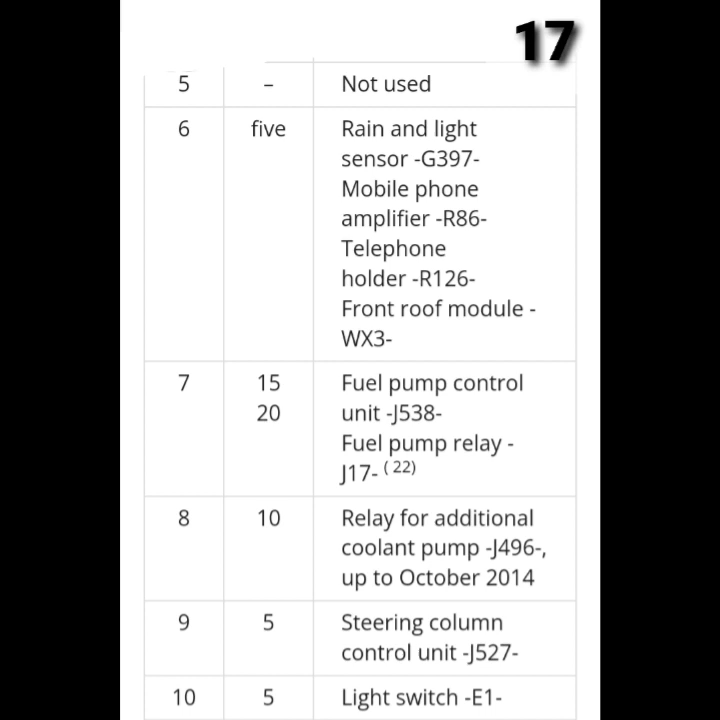 17
5 – Not used
6 five Rain and light
sensor -G397-
Mobile phone
amplifier -R86-
Telephone
holder -R126-
Front roof module -
WX3-
7 15 Fuel pump control
20 unit -J538-
Fuel pump relay -
J17- ( 22)
8 10 Relay for additional
coolant pump -J496-,
up to October 2014
9 5 Steering column
control unit -J527-
10 5 Light switch -E1-